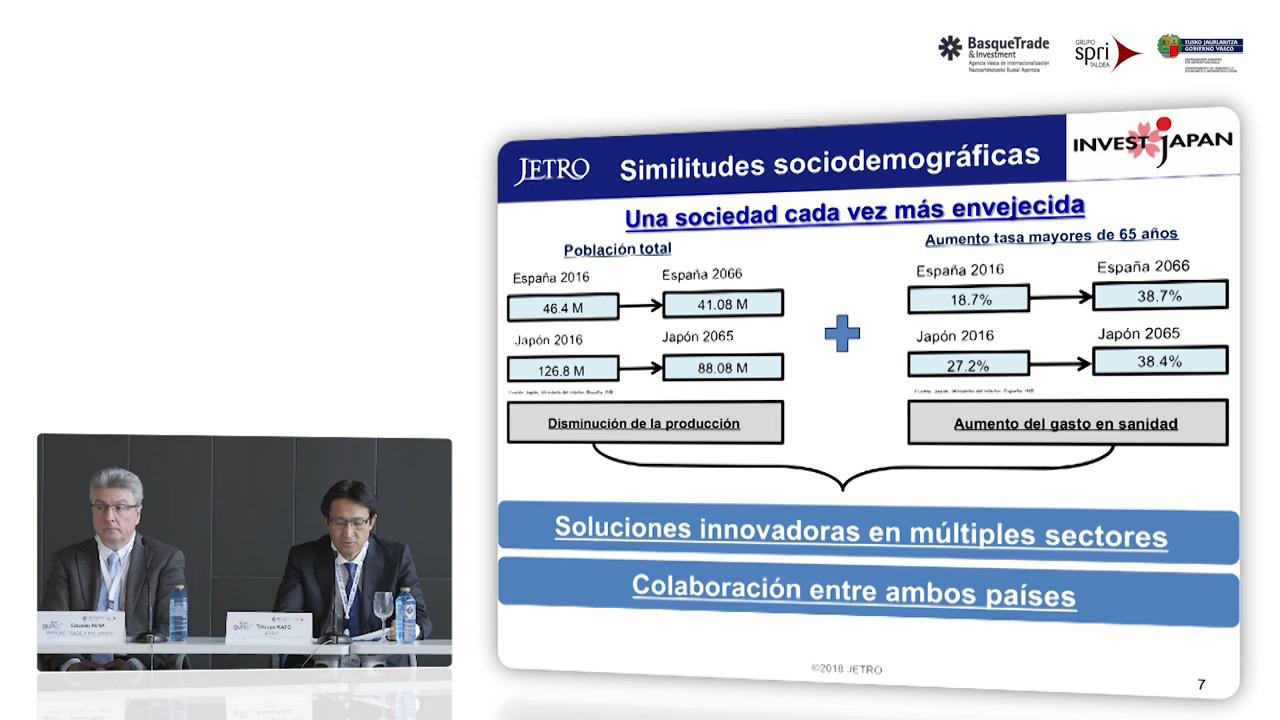 BasqueTrade
& Investment
Agencia Vasca de Internacionalización
Nazioartekotzeko Euskal Agentzia
GRUPO
spri
TALDEA
EUSKO JAURLARITZA
GOBIERNO VASCO
JETRO
Similitudes sociodemográficas
INVEST JAPAN
Una sociedad cada vez más envejecida
Población total
España 2016
España 2066
46.4 M
41.08 M
Japón 2016
Japón 2065
126.8 M
88.08 M
Disminución de la producción
Aumento tasa mayores de 65 años
España 2016
España 2066
18.7%
38.7%
Japón 2016
Japón 2065
27.2%
38.4%
Aumento del gasto en sanidad
Soluciones innovadoras en múltiples sectores
Colaboración entre ambos países
©2018 JETRO
7
KATO
JETRO